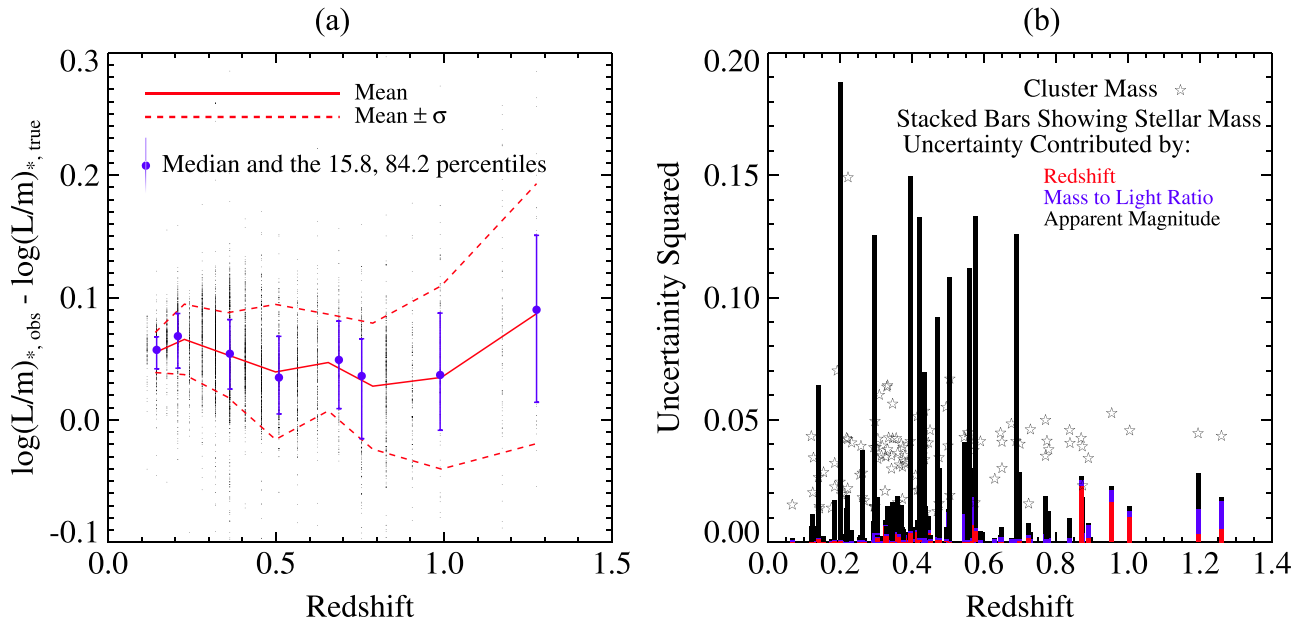 (a)
log(L/m)*, obs - log(L/m)*, true
0.3
0.2
0.1
0.0
-0.1
Mean
Mean ± σ
Median and the 15.8, 84.2 percentiles
0.0
0.5
1.0
1.5
Redshift
(b)
Uncertainty Squared
0.20
0.15
0.10
0.05
0.00
Cluster Mass ☆
Stacked Bars Showing Stellar Mass
Uncertainty Contributed by:
Redshift
Mass to Light Ratio
Apparent Magnitude
0.0
0.2
0.4
0.6
0.8
1.0
1.2
1.4
Redshift